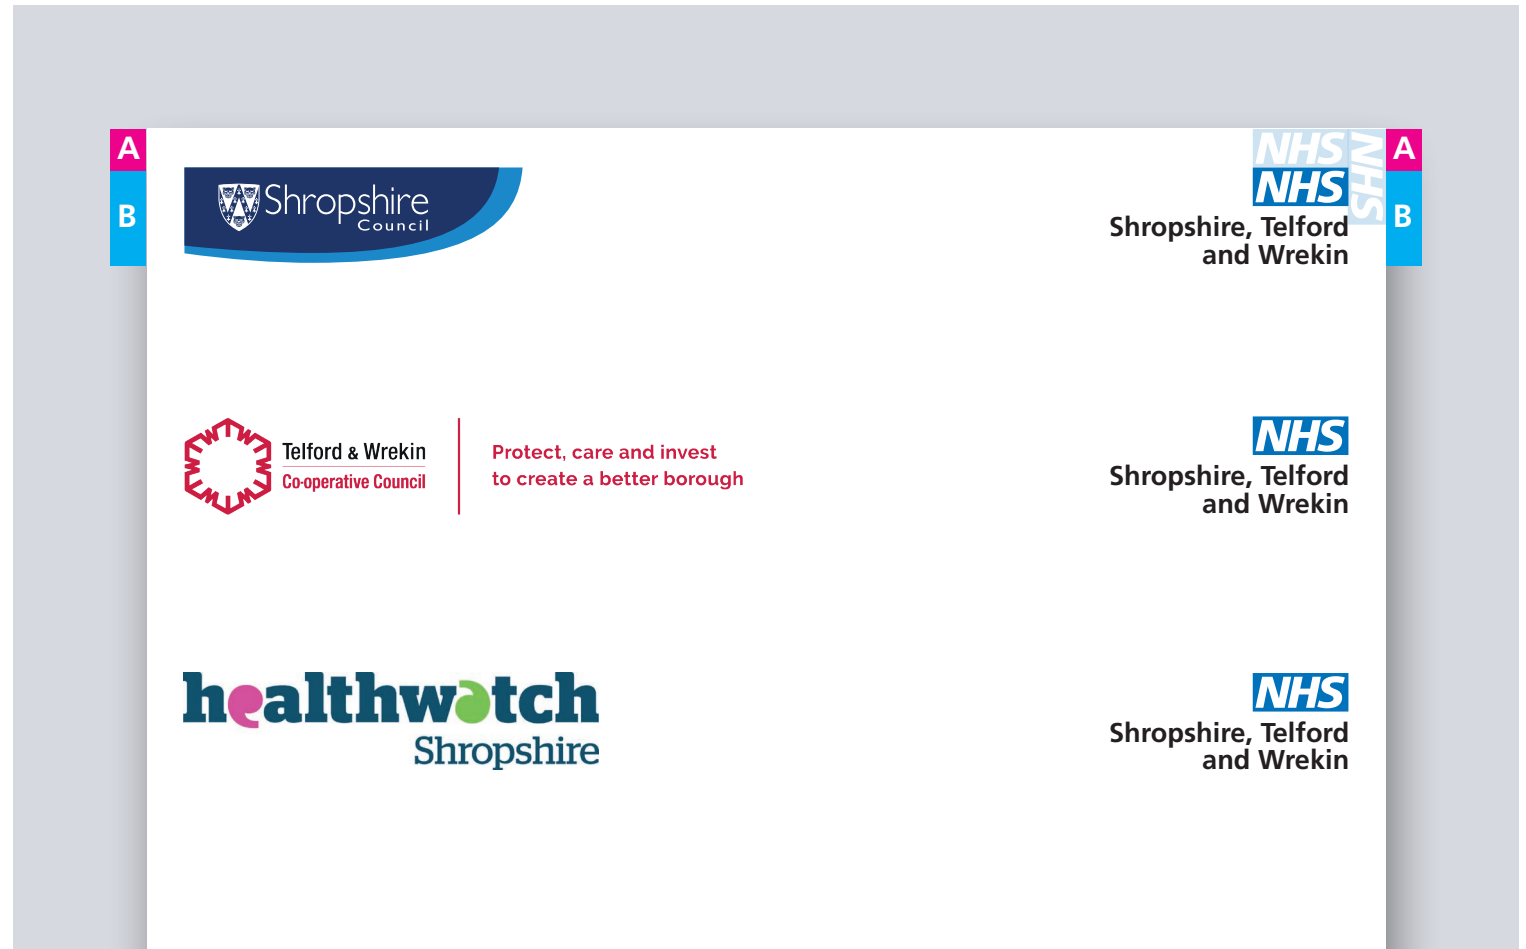 A
NHS
NHS
A
Shropshire
Council
NHS
NHS
B
B
Shropshire, Telford
and Wrekin
Telford & Wrekin
Co-operative Council
Protect, care and invest
to create a better borough
NHS
Shropshire, Telford
and Wrekin
healthwatch
Shropshire
NHS
Shropshire, Telford
and Wrekin